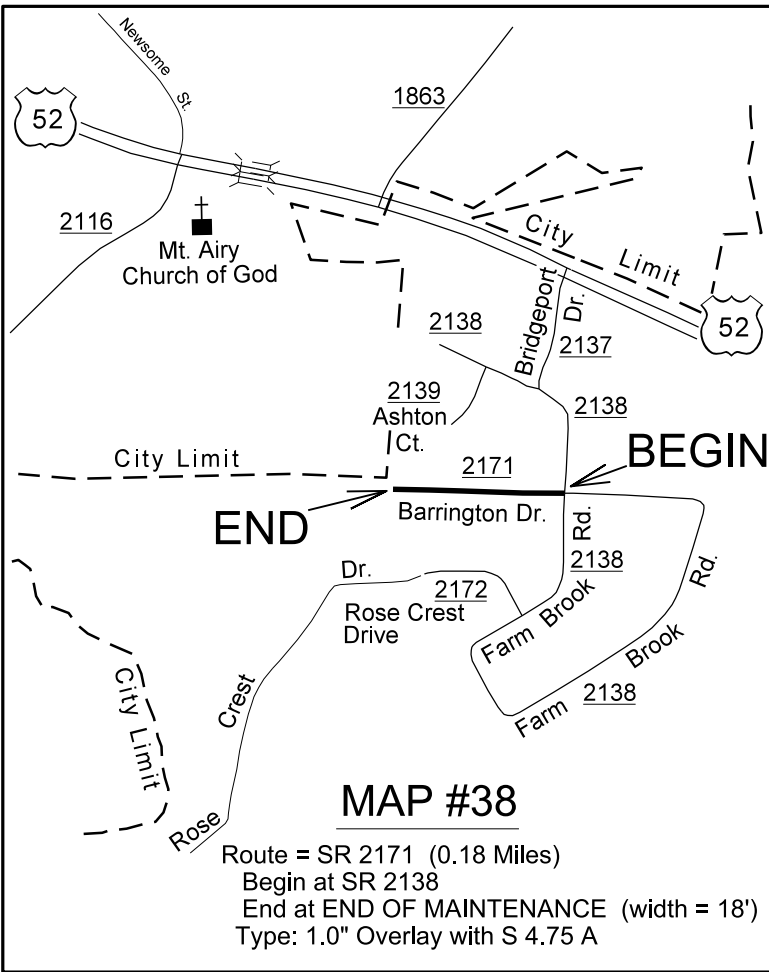 Newsome
St.
52
1863
2116
Mt. Airy
Church of God
City
Limit
52
Bridgeport
Dr.
2138
2137
2139
Ashton
Ct.
2138
City Limit
2171
BEGIN
END
Barrington Dr.
Rd.
2138
Rd.
Dr.
2172
Rose Crest
Drive
Farm Brook
Farm Brook
2138
City Limit
Crest
Rose
MAP #38
Route = SR 2171 (0.18 Miles)
Begin at SR 2138
End at END OF MAINTENANCE (width = 18')
Type: 1.0" Overlay with S 4.75 A